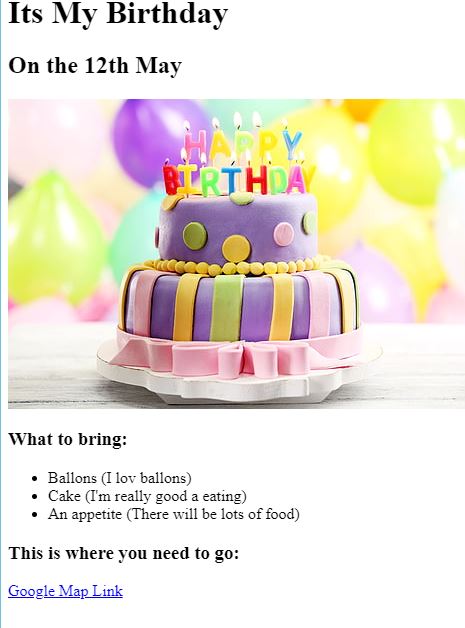 Its My Birthday
On the 12th May
HAPPY
BIRTHDAY
What to bring:
Ballons (I lov ballons)
Cake (I'm really good a eating)
An appetite (There will be lots of food)
This is where you need to go:
Google Map Link